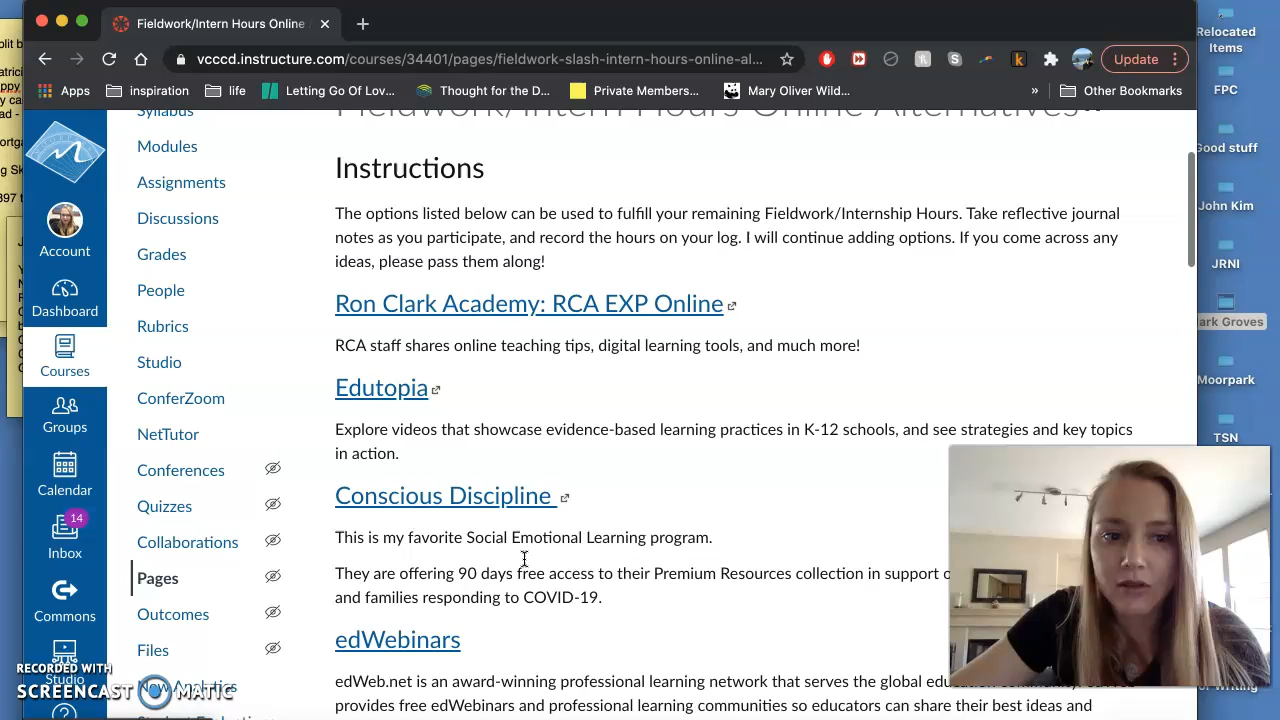 Fieldwork/Intern Hours Online
vcccd.instructure.com/courses/34401/pages/fieldwork-slash-intern-hours-online-al...
Update
Apps
inspiration
life
Letting Go Of Lov...
Thought for the D...
Private Members...
Mary Oliver Wild...
»
Other Bookmarks
Account
Dashboard
Courses
Groups
Calendar
14
Inbox
Commons
Studio
Syllabus
Modules
Assignments
Discussions
Grades
People
Rubrics
Studio
ConferZoom
NetTutor
Conferences
Quizzes
Collaborations
Pages
Outcomes
Files
New Analytics
Fieldwork/Intern Hours Online Alternatives
Instructions
The options listed below can be used to fulfill your remaining Fieldwork/Internship Hours. Take reflective journal
notes as you participate, and record the hours on your log. I will continue adding options. If you come across any
ideas, please pass them along!
Ron Clark Academy: RCA EXP Online
RCA staff shares online teaching tips, digital learning tools, and much more!
Edutopia
Explore videos that showcase evidence-based learning practices in K-12 schools, and see strategies and key topics
in action.
Conscious Discipline
This is my favorite Social Emotional Learning program.
They are offering 90 days free access to their Premium Resources collection in support
and families responding to COVID-19.
edWebinars
edWeb.net is an award-winning professional learning network that serves the global
provides free edWebinars and professional learning communities so educators can share their best ideas and
Relocated
Items
FPC
Good stuff
John Kim
JRNI
ark Groves
Moorpark
TSN
Writing
RECORDED WITH
SCREENCAST MATIC